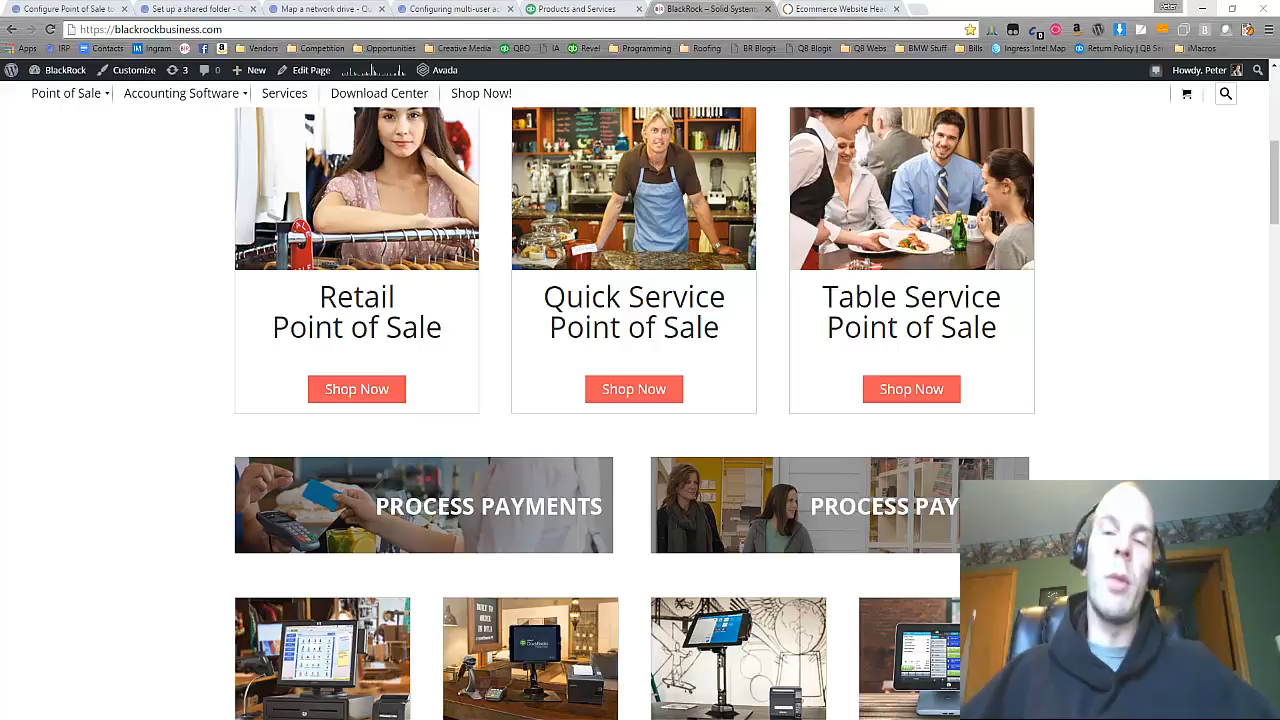 Configure Point of Sale to
Set up a shared folder - C
Map a network drive - Qu
Configuring multi-user ac
Products and Services
BlackRock – Solid System
Ecommerce Website Hea
Peter
https://blackrockbusiness.com
Apps
IRP
Contacts
Ingram
Vendors
Competition
Opportunities
Creative Media
QBO
IA
Revel
Programming
Roofing
BR Blogit
QB Blogit
QB Webs
BMW Stuff
Bills
Ingress Intel Map
Return Policy | QB Ser
iMacros
BlackRock
Customize
3
0
New
Edit Page
Avada
Howdy, Peter
Point of Sale
Accounting Software
Services
Download Center
Shop Now!
Retail
Point of Sale
Shop Now
Quick Service
Point of Sale
Shop Now
Table Service
Point of Sale
Shop Now
PROCESS PAYMENTS
PROCESS PAY